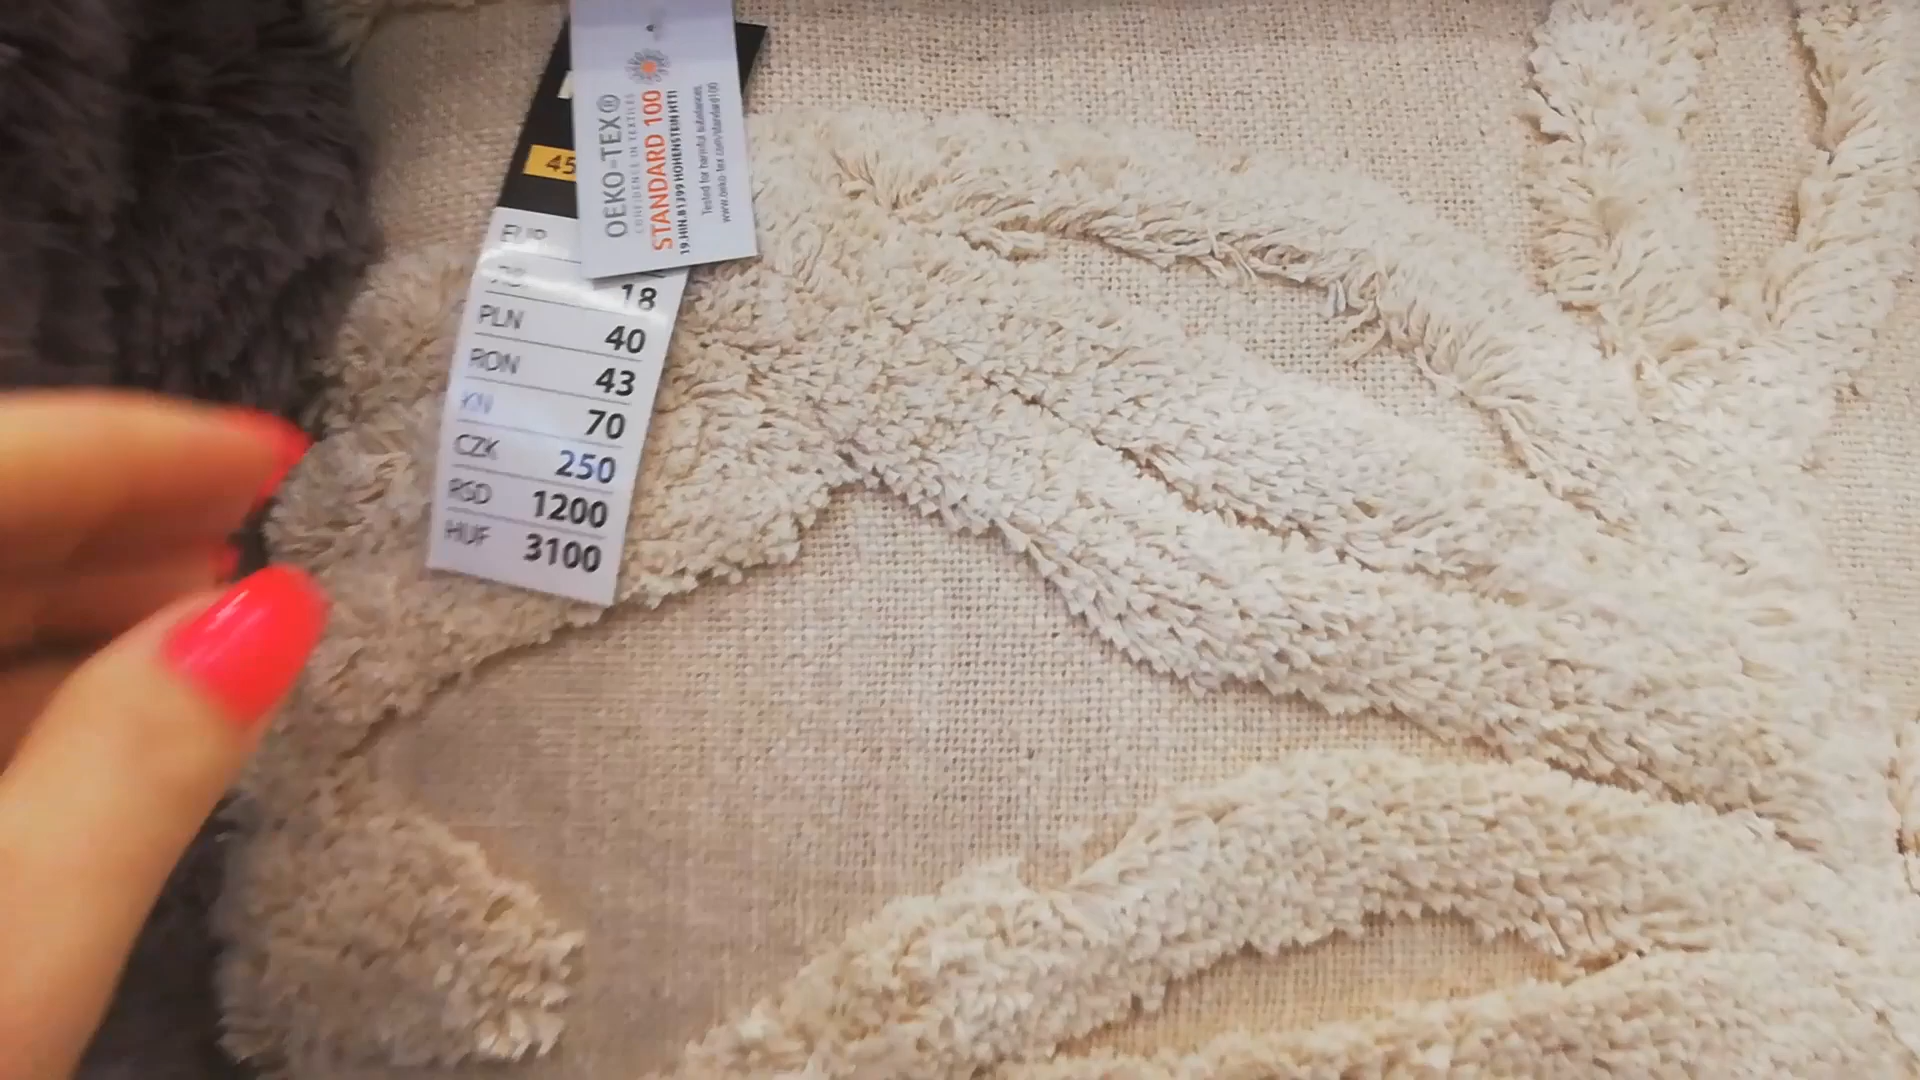 OEKO-TEX®
CONFIDENCE IN TEXTILES
STANDARD 100
19.HIN.81399 HOHENSTEIN HTTI
Tested for harmful substances
www.oeko-tex.com/standard100
45
EUR
18
PLN 40
RON 43
KN 70
CZK 250
RSD 1200
HUF 3100